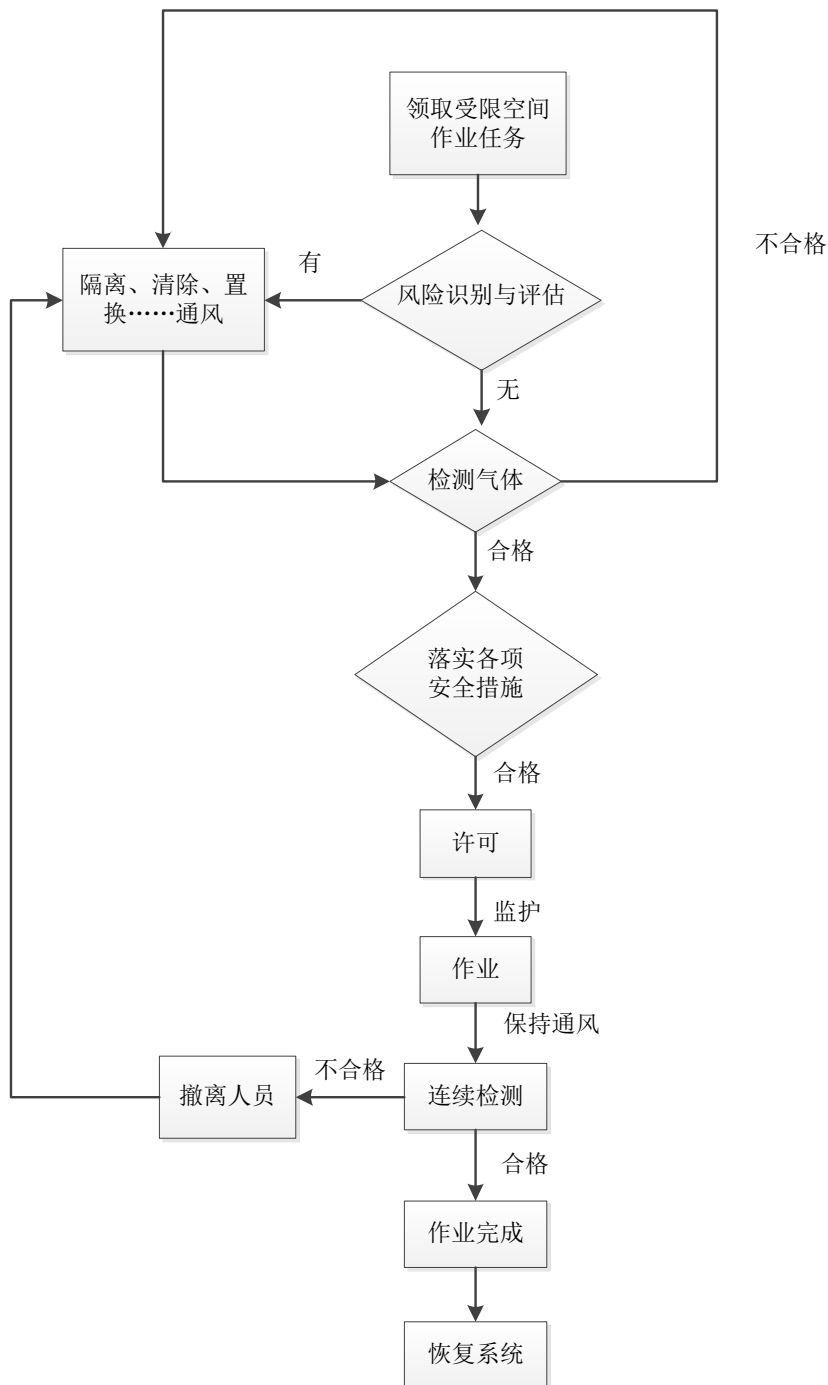 领取受限空间
作业任务
不合格
有
隔离、清除、置
换……通风
风险识别与评估
无
检测气体
合格
落实各项
安全措施
合格
许可
监护
作业
保持通风
不合格
撤离人员
连续检测
合格
作业完成
恢复系统